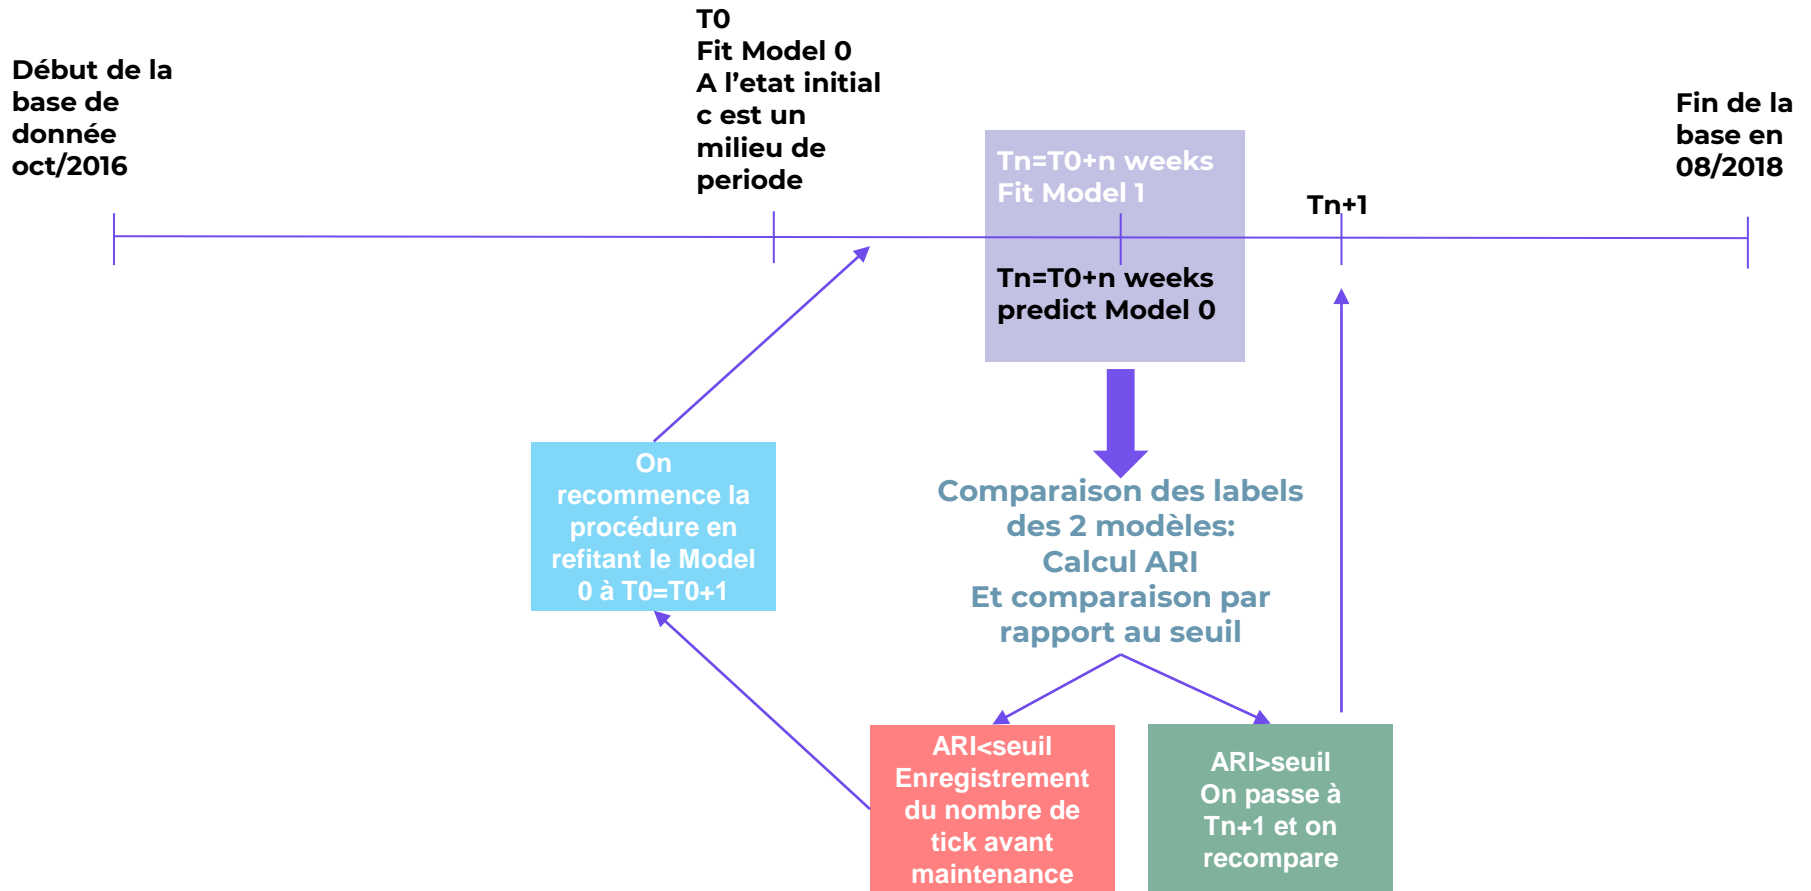 Début de la
base de
donnée
oct/2016
T0
Fit Model 0
A l’etat initial
c est un
milieu de
periode
Tn=T0+n weeks
Fit Model 1
Tn=T0+n weeks
predict Model 0
Tn+1
Fin de la
base en
08/2018
Comparaison des labels
des 2 modèles:
Calcul ARI
Et comparaison par
rapport au seuil
On
recommence la
procédure en
refitant le Model
0 à T0=T0+1
ARI<seuil
Enregistrement
du nombre de
tick avant
maintenance
ARI>seuil
On passe à
Tn+1 et on
recompare